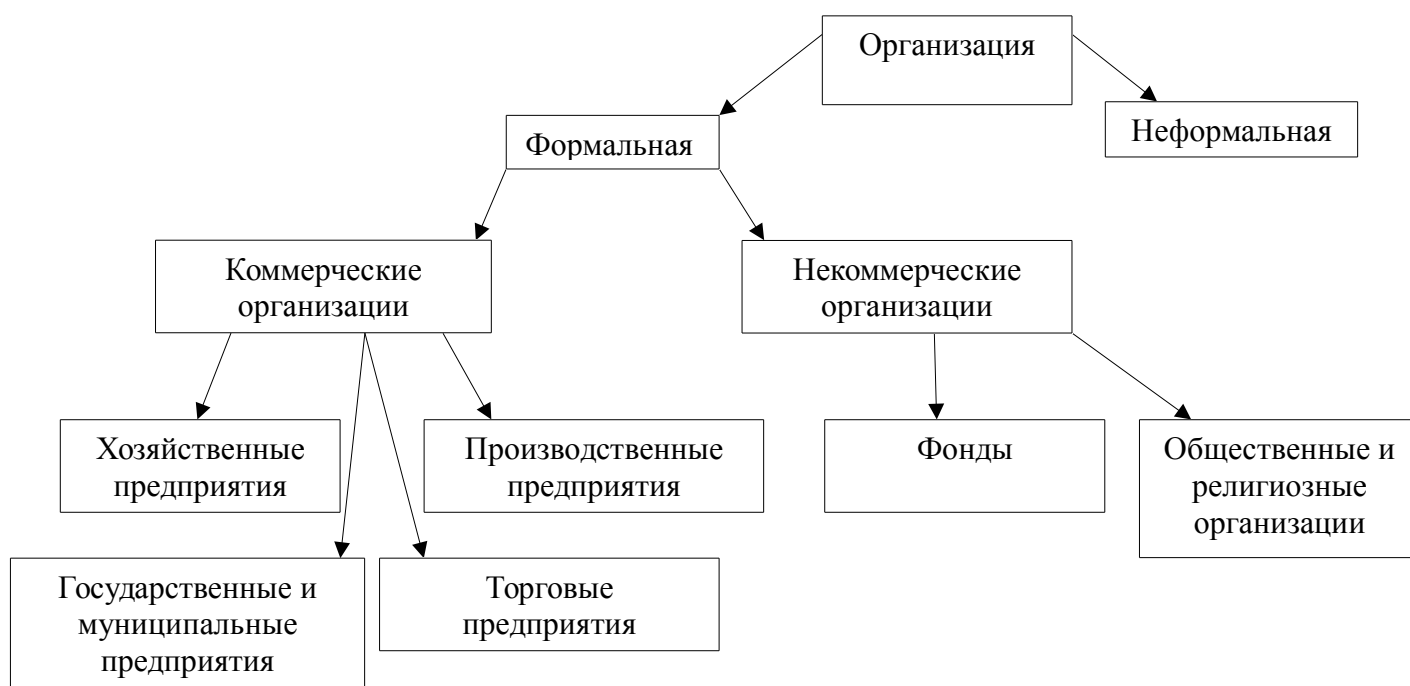 Организация
Неформальная
Формальная
Коммерческие
организации
Некоммерческие
организации
Хозяйственные
предприятия
Производственные
предприятия
Фонды
Общественные и
религиозные
организации
Государственные и
муниципальные
предприятия
Торговые
предприятия